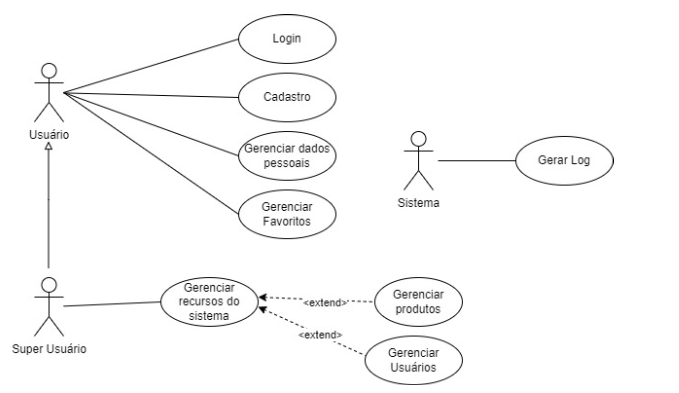 Login
Cadastro
Usuário
Gerenciar dados
pessoais
Gerenciar
Favoritos
Sistema
Gerar Log
Super Usuário
Gerenciar
recursos do
sistema
<extend>
Gerenciar
produtos
<extend>
Gerenciar
Usuários